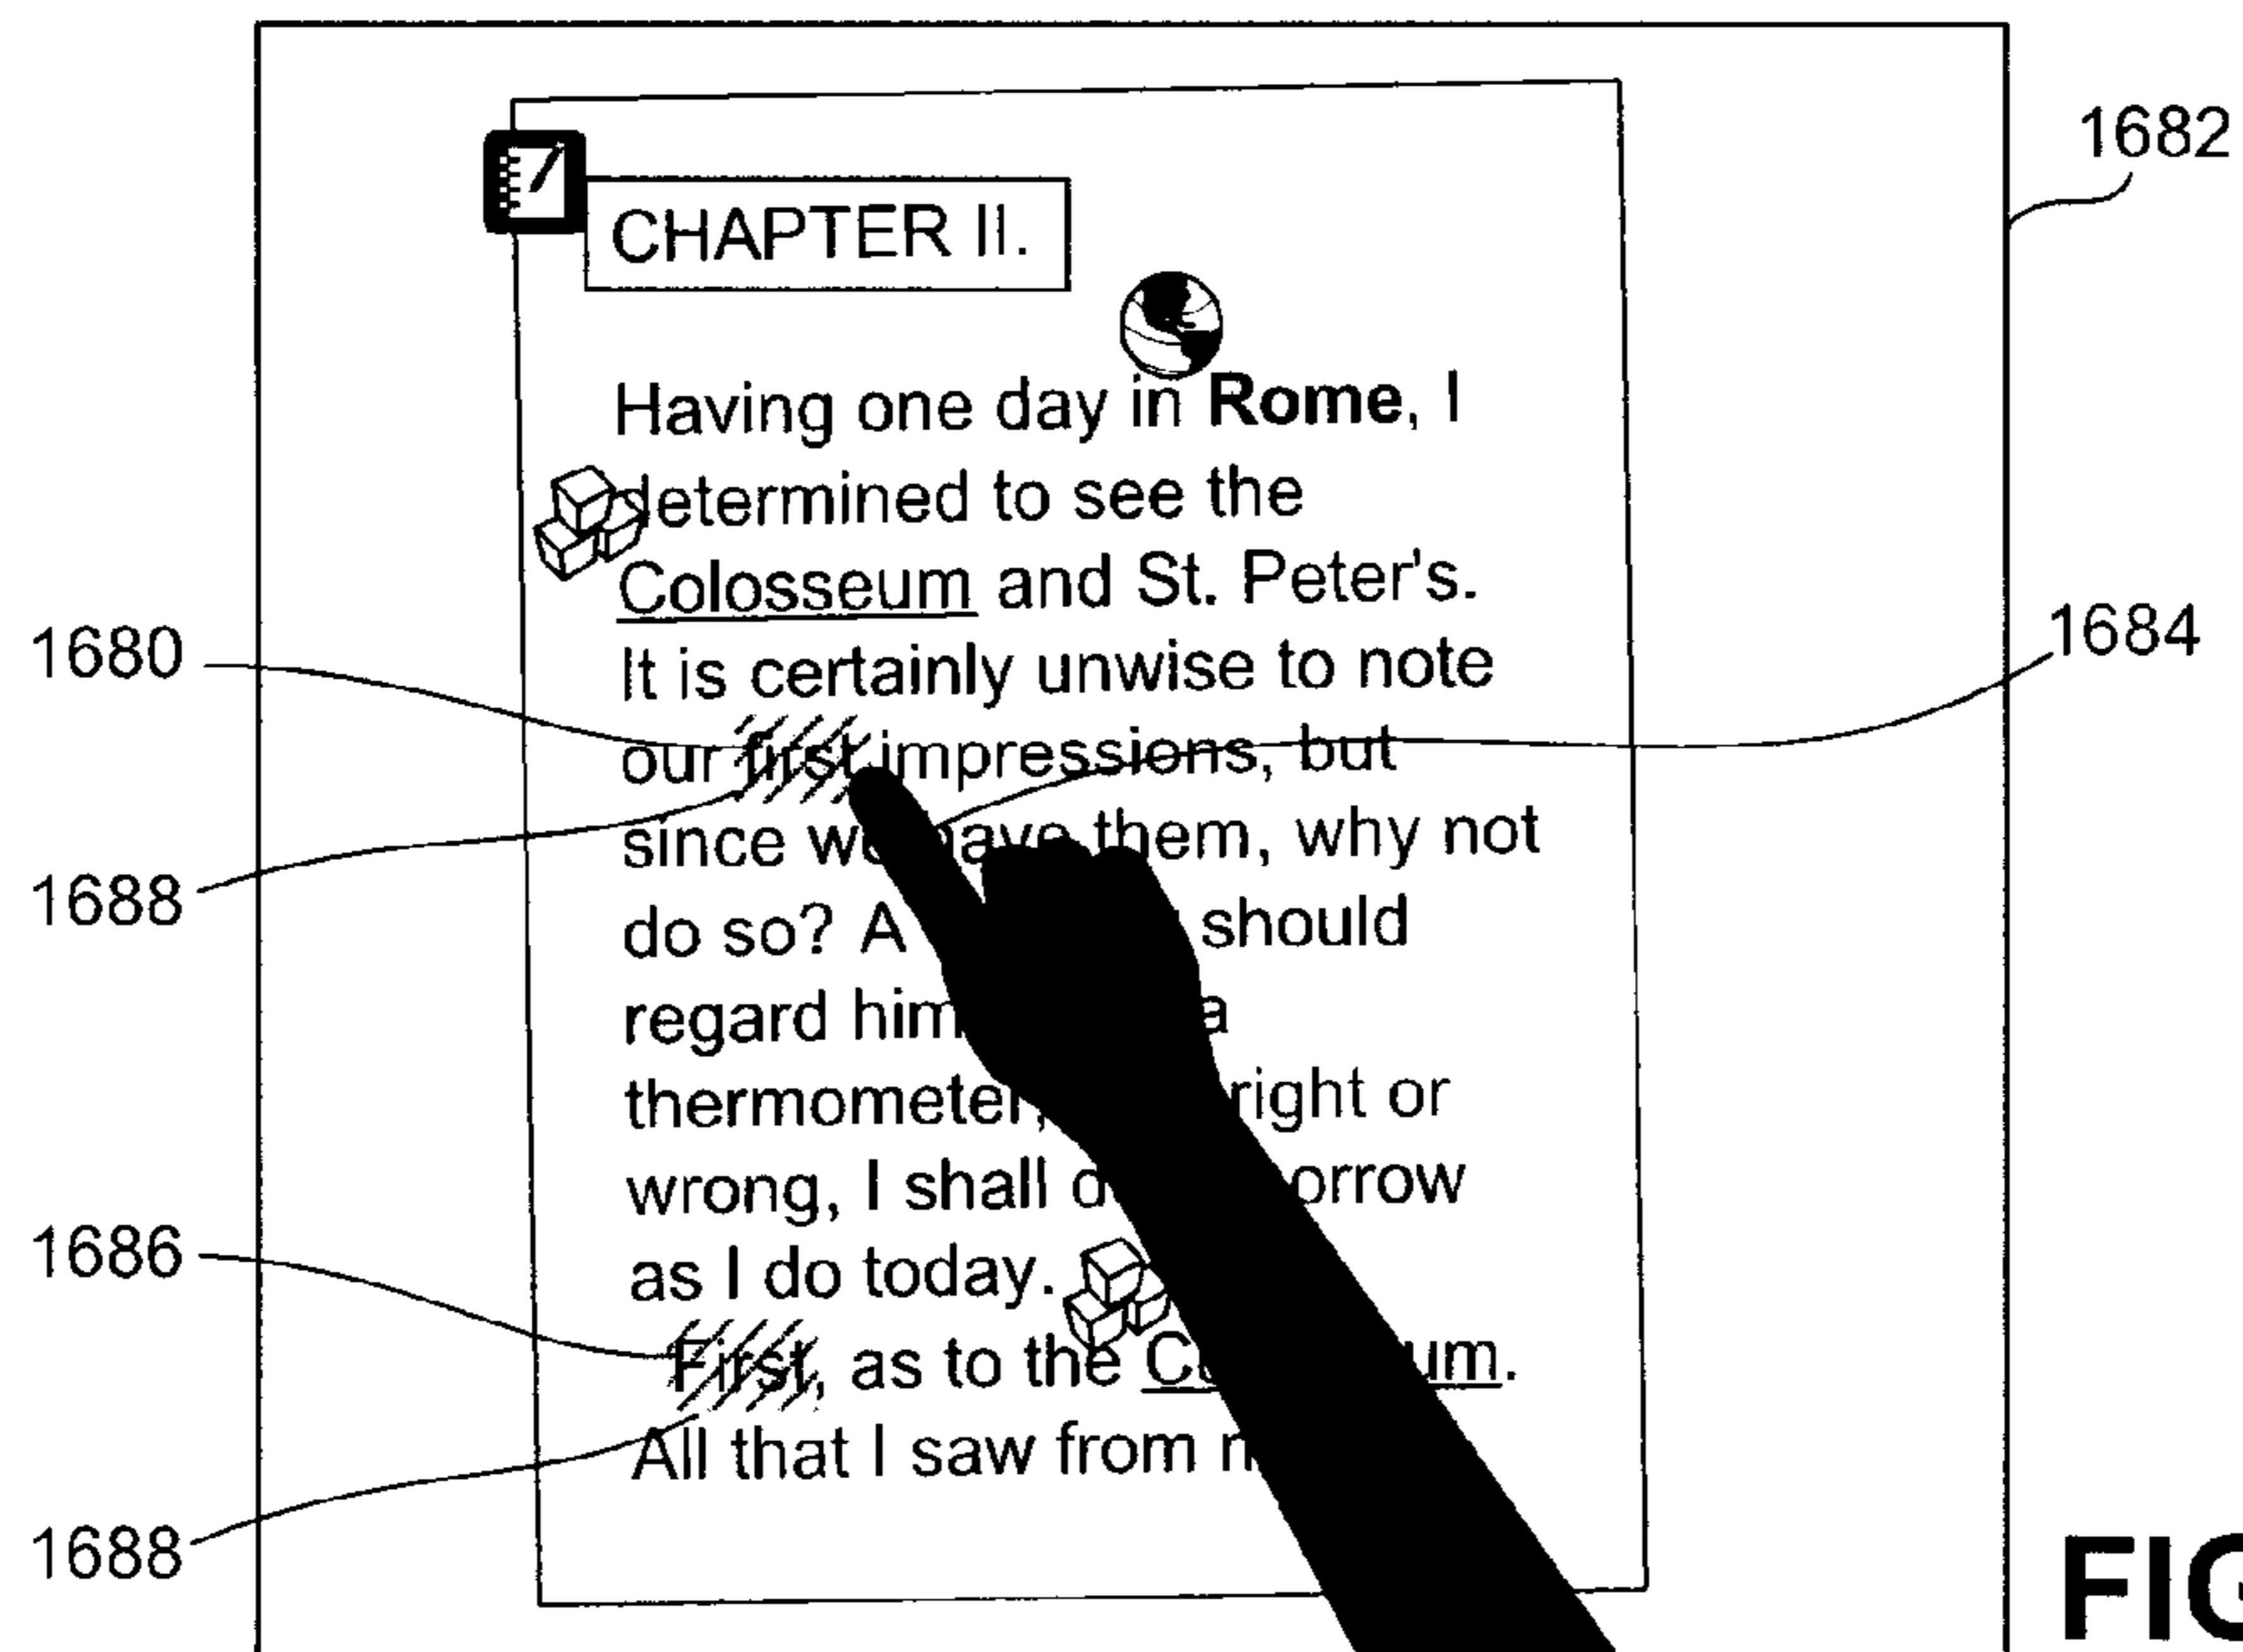 1682
CHAPTER II.
Having one day in Rome, I
determined to see the
Colosseum and St. Peter's.
1684
1680
It is certainly unwise to note
our first impressions, but
since we have them, why not
1688
do so? A should
regard him a
thermometer, right or
wrong, I shall orrow
1686
as I do today.
First, as to the um.
All that I saw from
1688
FIG